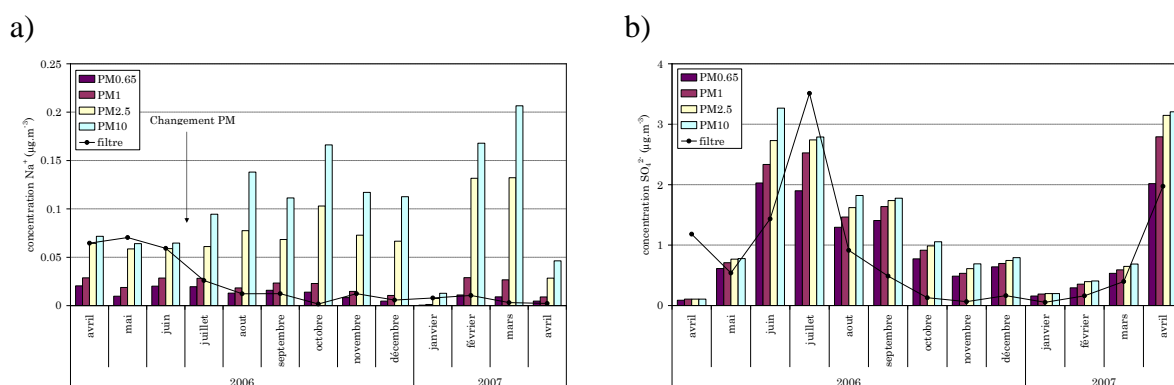 a)
0.25
0.2
0.15
0.1
0.05
0
concentration Na⁺ (µg.m⁻³)
PM0.65
PM1
PM2.5
PM10
filtre
Changement PM
avril
mai
juin
juillet
aout
septembre
octobre
novembre
décembre
janvier
février
mars
avril
2006
2007
b)
4
3
2
1
0
concentration SO₄²⁻ (µg.m⁻³)
PM0.65
PM1
PM2.5
PM10
filtre
avril
mai
juin
juillet
aout
septembre
octobre
novembre
décembre
janvier
février
mars
avril
2006
2007